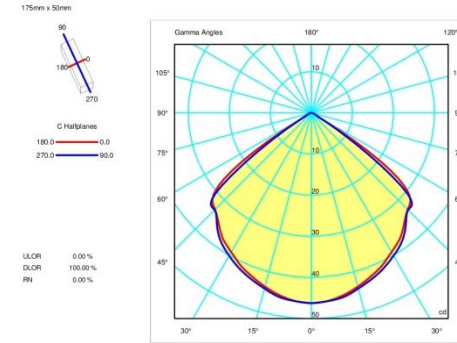 175mm x 50mm
90
180
0
270
C Halfplanes
180.0 0.0
270.0 90.0
ULOR 0.00 %
DLOR 100.00 %
RN 0.00 %
Gamma Angles 180° 120°
105°
90°
75°
60°
45°
10
10
20
30
40
50
cd
30° 15° 0° 15° 30°